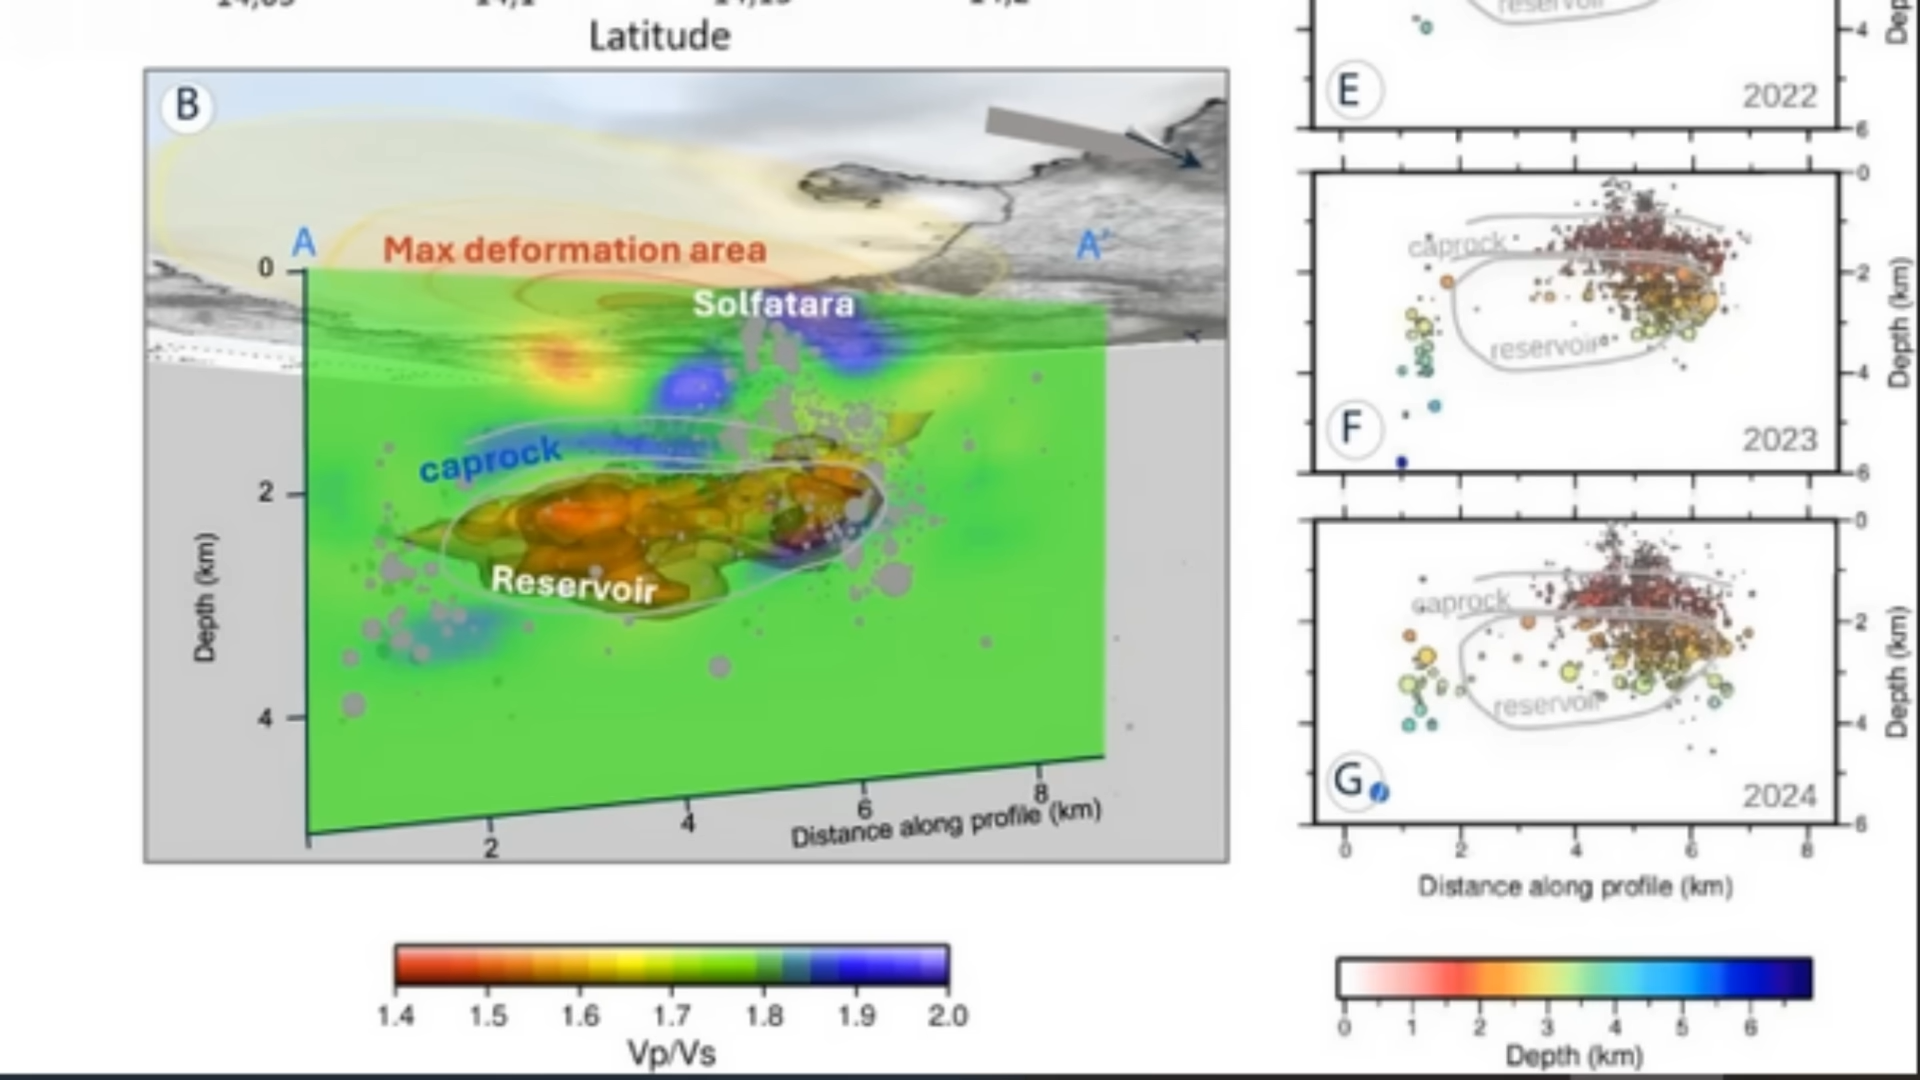 Latitude
B
A
A'
Max deformation area
Solfatara
caprock
Reservoir
0
2
4
Depth (km)
2
4
6
8
Distance along profile (km)
1.4 1.5 1.6 1.7 1.8 1.9 2.0
Vp/Vs
reservoir
4
6
E
2022
0
2
4
6
Depth (km)
caprock
reservoir
F
2023
0
2
4
6
Depth (km)
caprock
reservoir
G
2024
0 2 4 6 8
Distance along profile (km)
0 1 2 3 4 5 6
Depth (km)